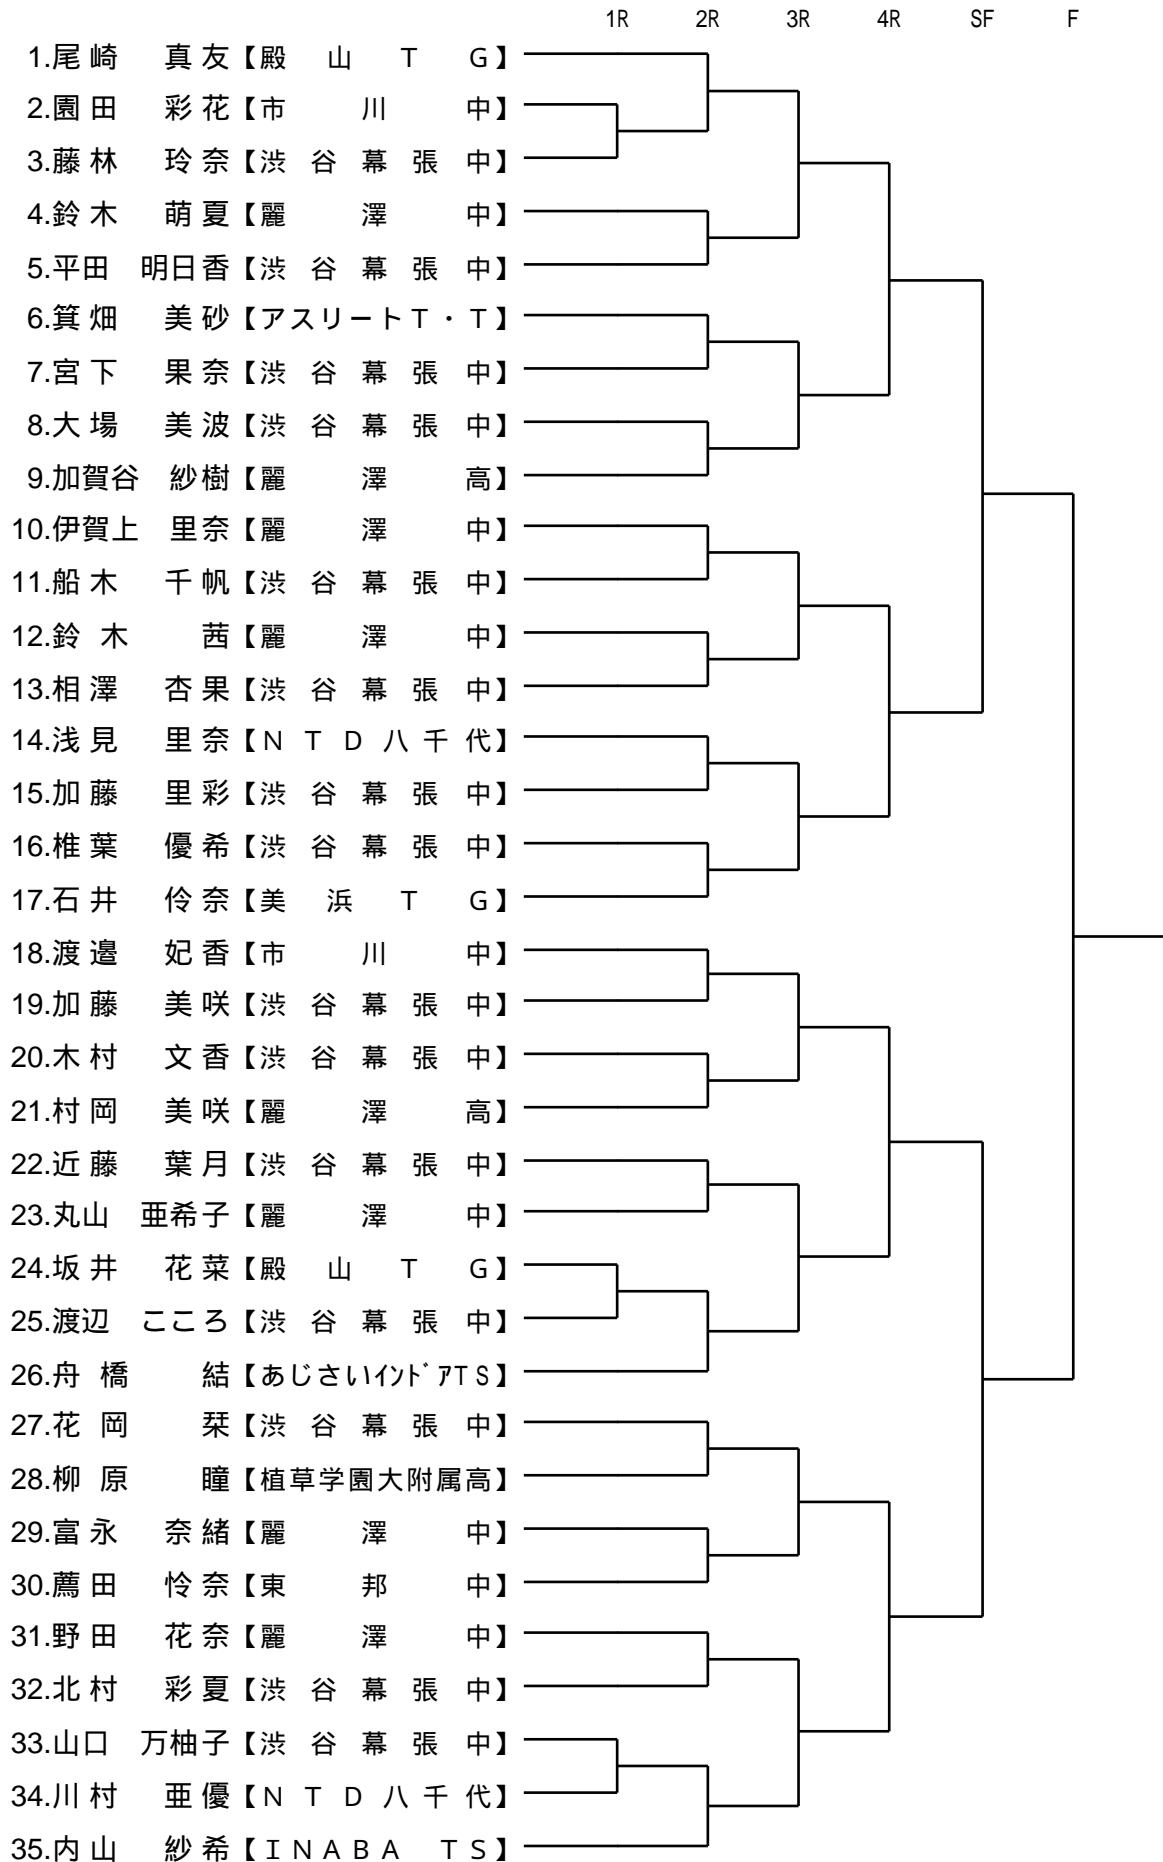 1R 2R 3R 4R SF F
1.尾崎 真友【殿山TG】
2.園田 彩花【市川中】
3.藤林 玲奈【渋谷幕張中】
4.鈴木 萌夏【麗澤中】
5.平田 明日香【渋谷幕張中】
6.箕畑 美砂【アスリートT・T】
7.宮下 果奈【渋谷幕張中】
8.大場 美波【渋谷幕張中】
9.加賀谷 紗樹【麗澤高】
10.伊賀上 里奈【麗澤中】
11.船木 千帆【渋谷幕張中】
12.鈴木 茜【麗澤中】
13.相澤 杏果【渋谷幕張中】
14.浅見 里奈【NTD八千代】
15.加藤 里彩【渋谷幕張中】
16.椎葉 優希【渋谷幕張中】
17.石井 伶奈【美浜TG】
18.渡邉 妃香【市川中】
19.加藤 美咲【渋谷幕張中】
20.木村 文香【渋谷幕張中】
21.村岡 美咲【麗澤高】
22.近藤 葉月【渋谷幕張中】
23.丸山 亜希子【麗澤中】
24.坂井 花菜【殿山TG】
25.渡辺 こころ【渋谷幕張中】
26.舟橋 結【あじさいｲﾝﾄﾞｱTS】
27.花岡 栞【渋谷幕張中】
28.柳原 瞳【植草学園大附属高】
29.富永 奈緒【麗澤中】
30.薦田 怜奈【東邦中】
31.野田 花奈【麗澤中】
32.北村 彩夏【渋谷幕張中】
33.山口 万柚子【渋谷幕張中】
34.川村 亜優【NTD八千代】
35.内山 紗希【INABA TS】